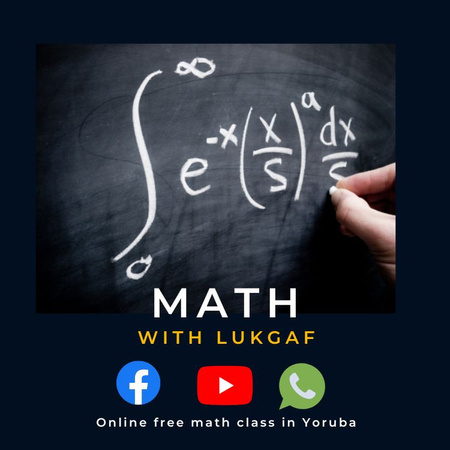 ∫₀^∞ e^-x (x/s)^a dx/s
MATH
WITH LUKGAF
Online free math class in Yoruba